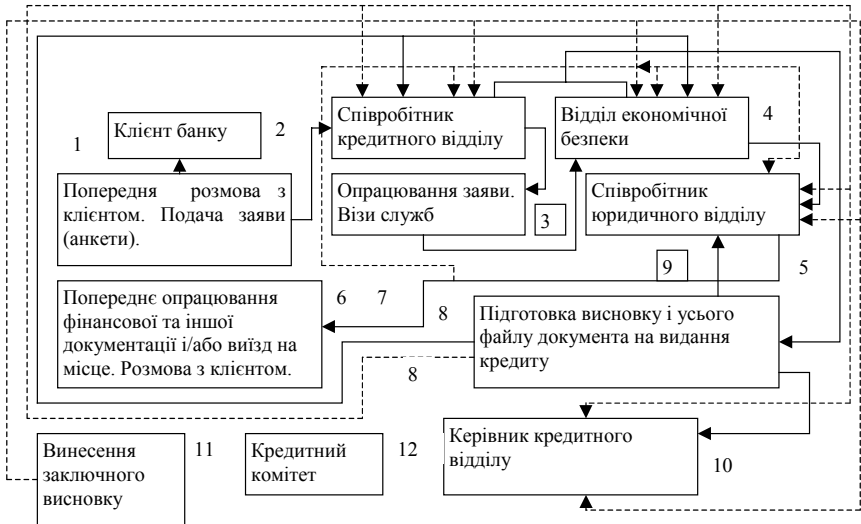 Співробітник
кредитного відділу
Відділ економічної
безпеки
4
Клієнт банку
2
1
Попередня розмова з
клієнтом. Подача заяви
(анкети).
Опрацювання заяви.
Візи служб
3
Співробітник
юридичного відділу
9
5
Попереднє опрацювання
фінансової та іншої
документації і/або виїзд на
місце. Розмова з клієнтом.
6
7
8
Підготовка висновку і усього
файлу документа на видання
кредиту
8
Винесення
заключного
висновку
11
Кредитний
комітет
12
Керівник кредитного
відділу
10